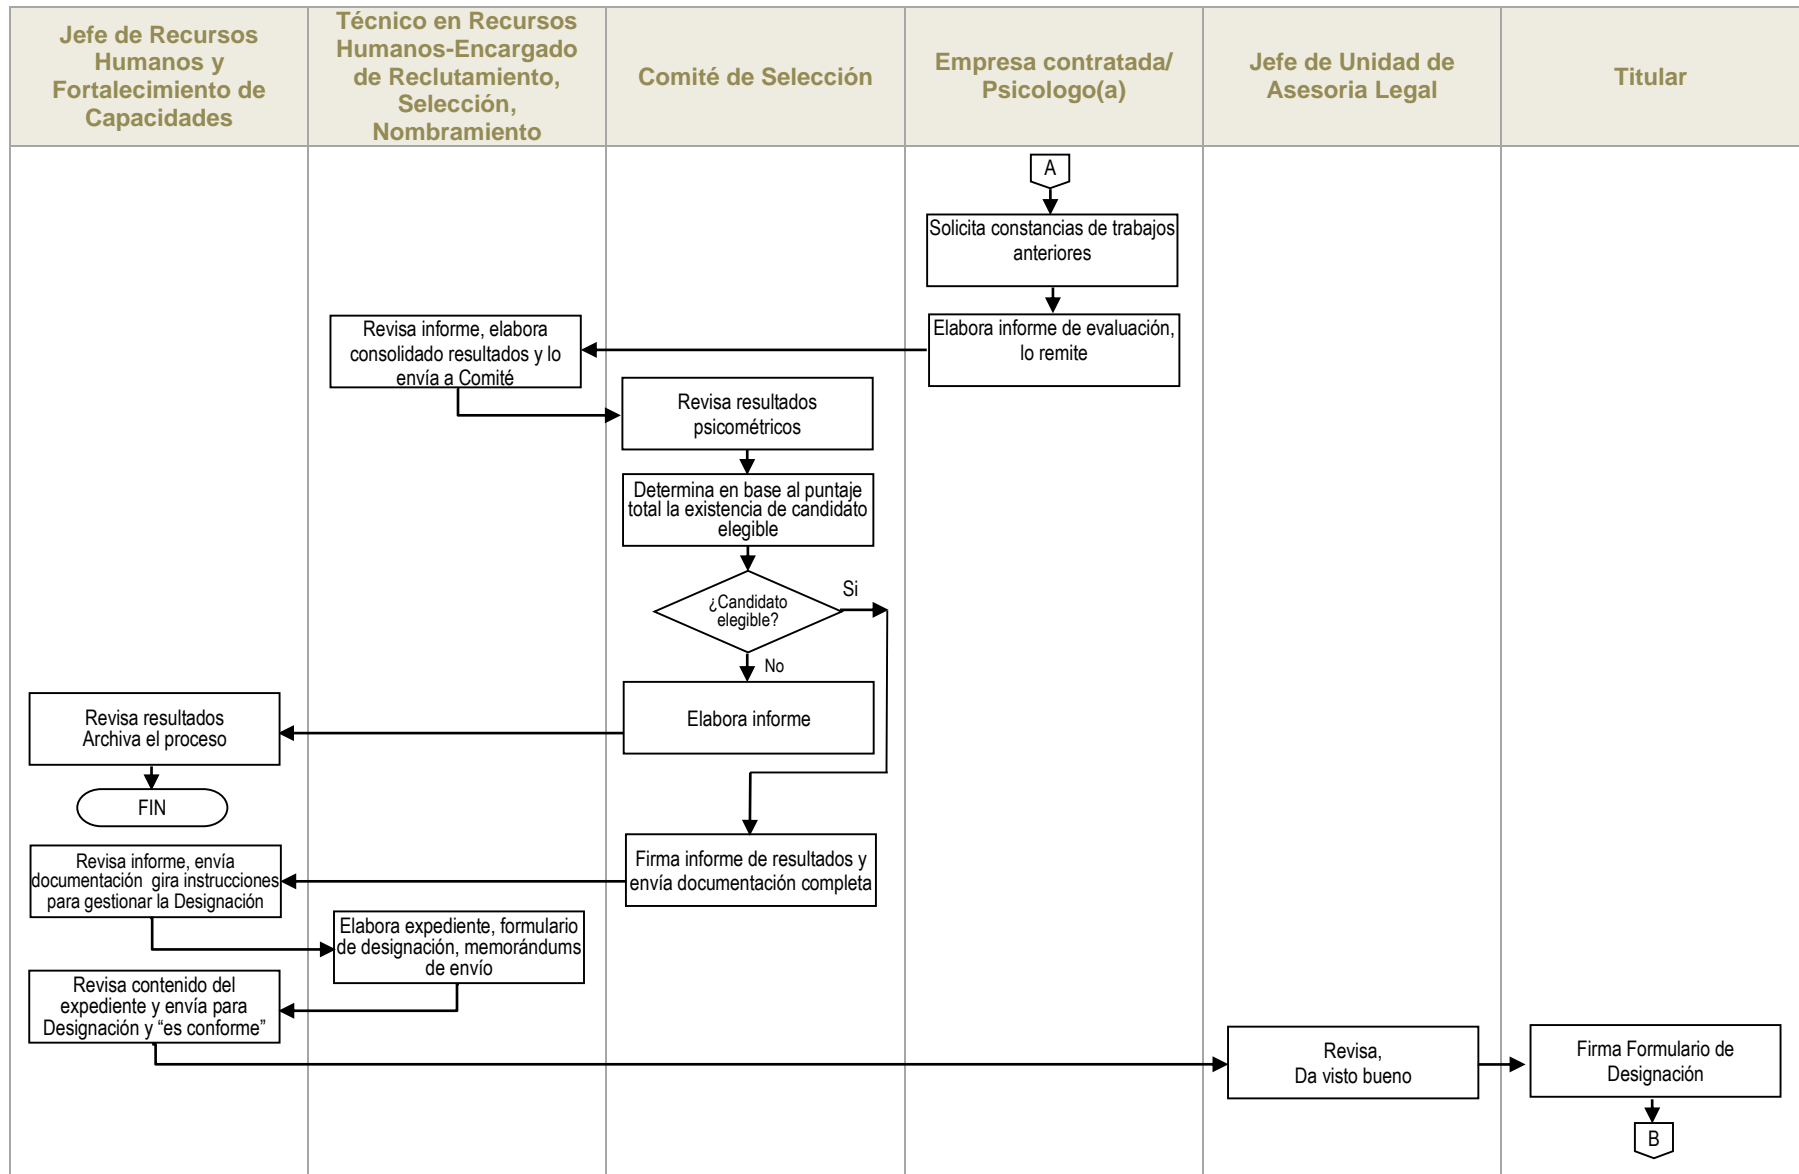 Jefe de Recursos
Humanos y
Fortalecimiento de
Capacidades
Técnico en Recursos
Humanos-Encargado
de Reclutamiento,
Selección,
Nombramiento
Comité de Selección
Empresa contratada/
Psicologo(a)
Jefe de Unidad de
Asesoria Legal
Titular
A
Solicita constancias de trabajos
anteriores
Elabora informe de evaluación,
lo remite
Revisa informe, elabora
consolidado resultados y lo
envía a Comité
Revisa resultados
psicométricos
Determina en base al puntaje
total la existencia de candidato
elegible
¿Candidato
elegible?
Si
No
Elabora informe
Revisa resultados
Archiva el proceso
FIN
Firma informe de resultados y
envía documentación completa
Revisa informe, envía
documentación gira instrucciones
para gestionar la Designación
Elabora expediente, formulario
de designación, memorándums
de envío
Revisa contenido del
expediente y envía para
Designación y “es conforme”
Revisa,
Da visto bueno
Firma Formulario de
Designación
B